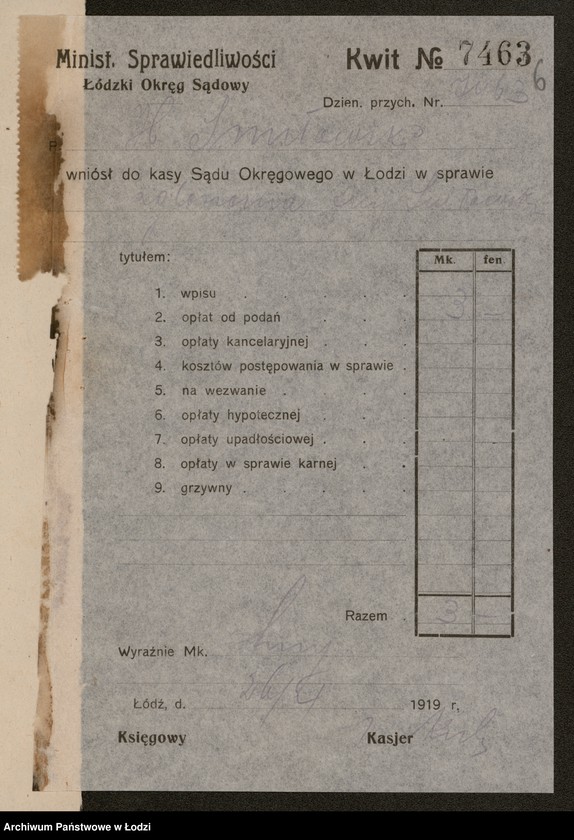 Minist. Sprawiedliwości
Łódzki Okręg Sądowy
Kwit № 7463
6
Dzien. przych. Nr.
P.
wniósł do kasy Sądu Okręgowego w Łodzi w sprawie
tytułem:
Mk. fen
1. wpisu
2. opłat od podań 3
3. opłaty kancelaryjnej
4. kosztów postępowania w sprawie
5. na wezwanie
6. opłaty hypotecznej
7. opłaty upadłościowej
8. opłaty w sprawie karnej
9. grzywny
Razem 3
Wyraźnie Mk.
Łódź, d. 1919 r,
Księgowy Kasjer
Archiwum Państwowe w Łodzi